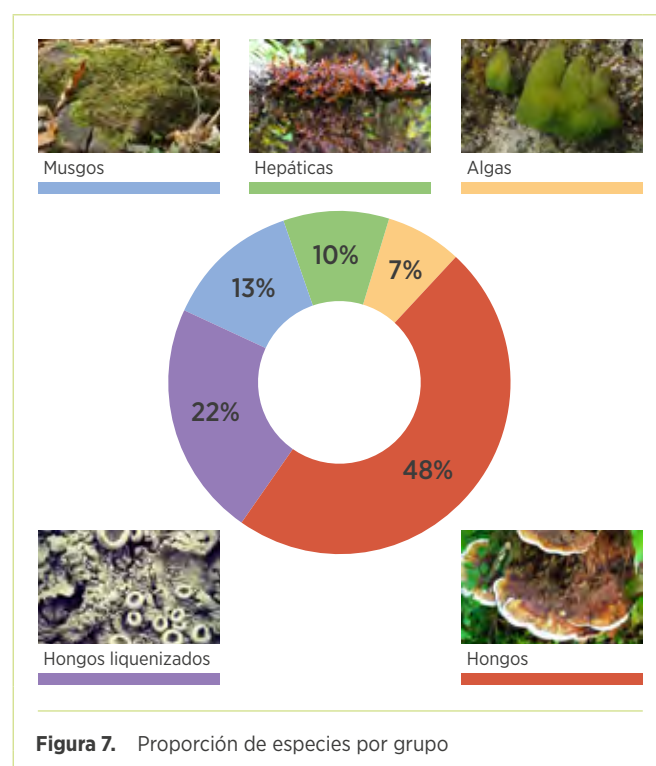 Musgos
Hepáticas
Algas
10%
7%
13%
22%
48%
Hongos liquenizados
Hongos
Figura 7. Proporción de especies por grupo